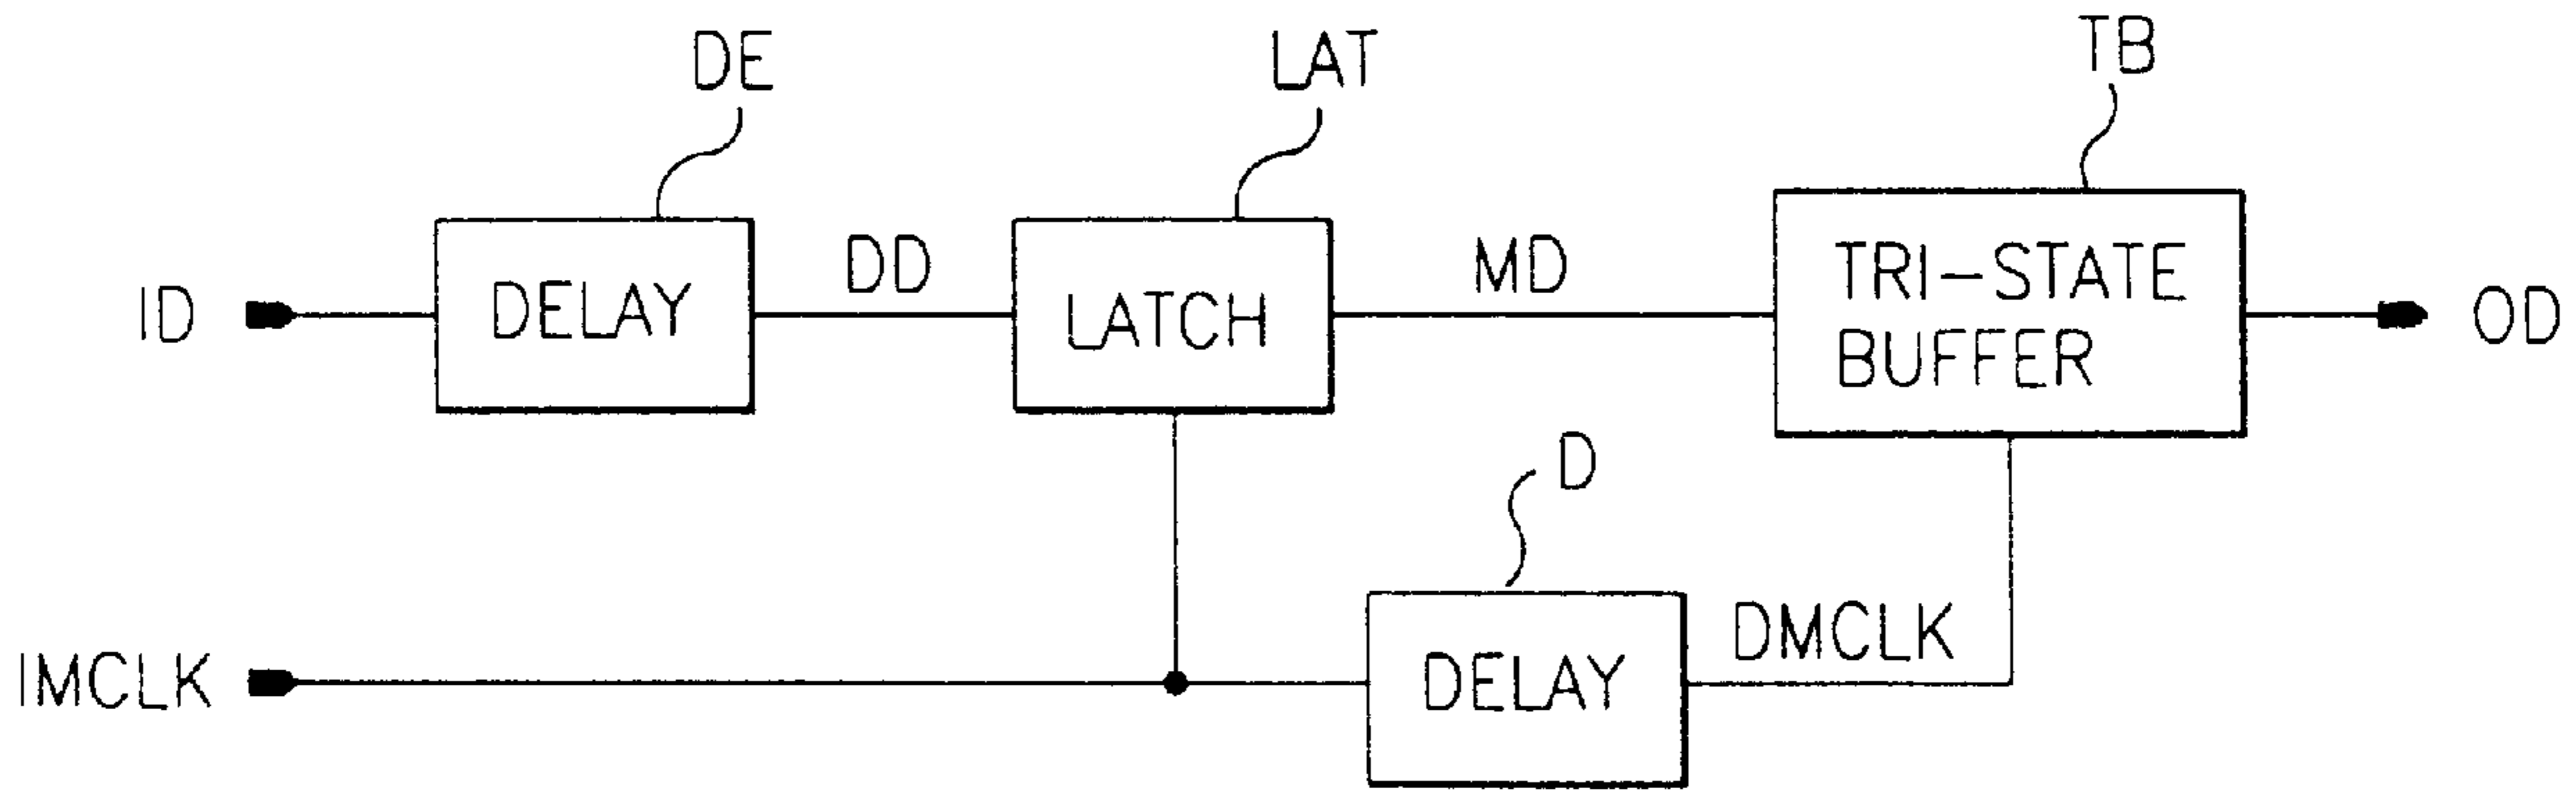 DE
LAT
TB
ID
DELAY
DD
LATCH
MD
TRI-STATE
BUFFER
OD
D
IMCLK
DELAY
DMCLK